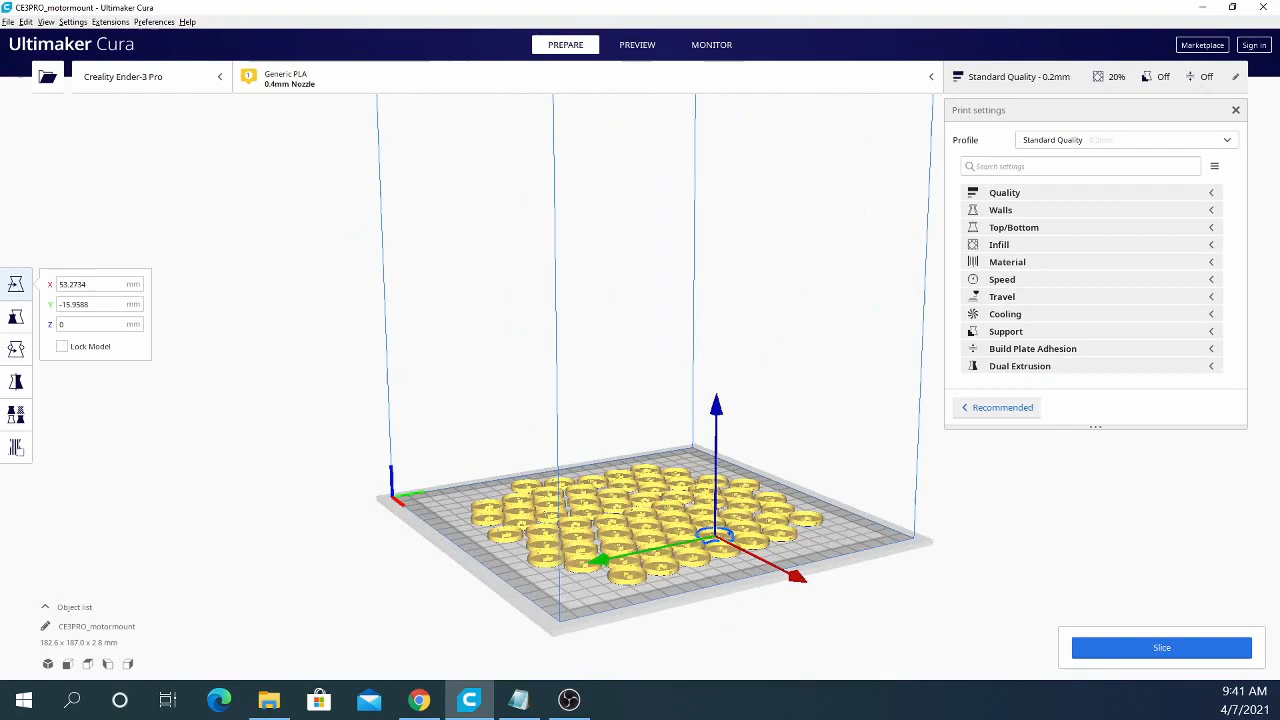 CE3PRO_motormount - Ultimaker Cura
File Edit View Settings Extensions Preferences Help
Ultimaker Cura
PREPARE
PREVIEW
MONITOR
Marketplace
Sign in
Creality Ender-3 Pro
1
Generic PLA
0.4mm Nozzle
Standard Quality - 0.2mm
20%
Off
Off
Print settings
Profile
Standard Quality 0.2mm
Search settings
Quality
Walls
Top/Bottom
Infill
Material
Speed
Travel
Cooling
Support
Build Plate Adhesion
Dual Extrusion
Recommended
X 53.2734 mm
Y -15.9588 mm
Z 0 mm
Lock Model
Object list
CE3PRO_motormount
182.6 x 187.0 x 2.8 mm
Slice
9:41 AM
4/7/2021